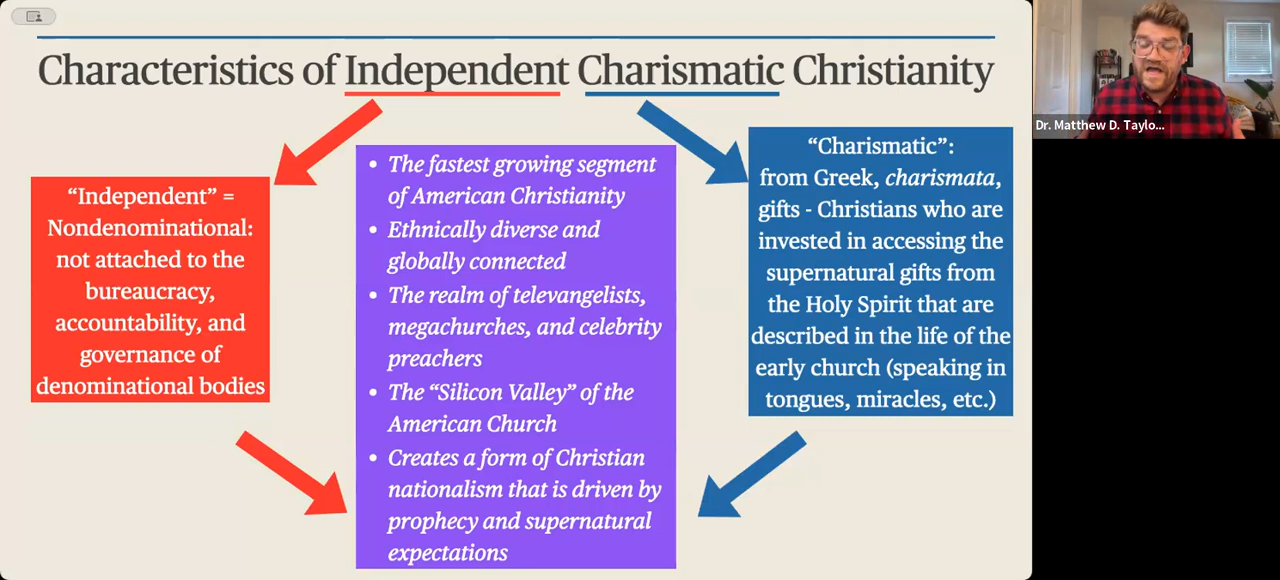 Characteristics of Independent Charismatic Christianity
“Independent” =
Nondenominational:
not attached to the
bureaucracy,
accountability, and
governance of
denominational bodies
• The fastest growing segment
of American Christianity
• Ethnically diverse and
globally connected
• The realm of televangelists,
megachurches, and celebrity
preachers
• The “Silicon Valley” of the
American Church
• Creates a form of Christian
nationalism that is driven by
prophecy and supernatural
expectations
“Charismatic”:
from Greek, charismata,
gifts - Christians who are
invested in accessing the
supernatural gifts from
the Holy Spirit that are
described in the life of the
early church (speaking in
tongues, miracles, etc.)
Dr. Matthew D. Taylo...